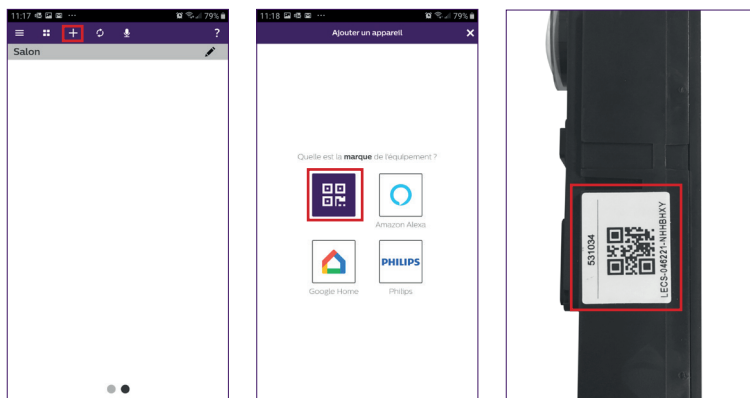 11:17 79%
?
Salon
11:18 79%
Ajouter un appareil
Quelle est la marque de l'équipement ?
Amazon Alexa
PHILIPS
Google Home
Philips
531034
LECS-046221-NHHBHXY